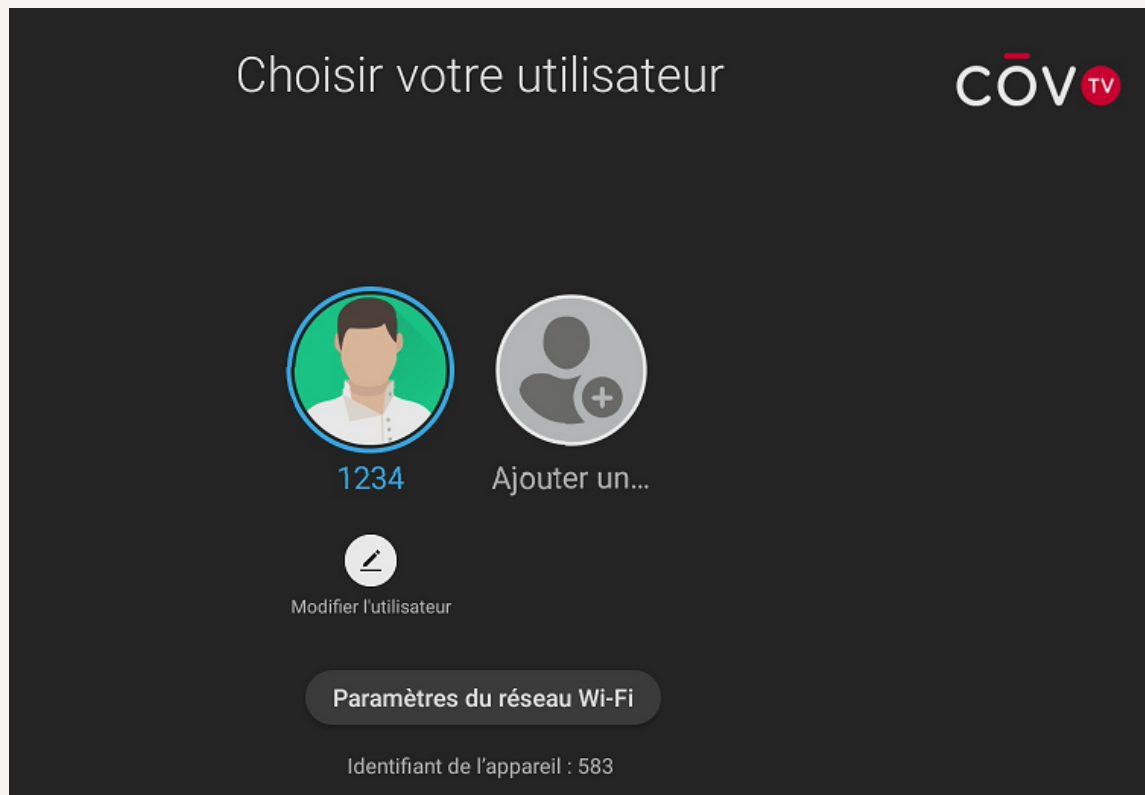 Choisir votre utilisateur
CŌV TV
1234
Ajouter un...
Modifier l'utilisateur
Paramètres du réseau Wi-Fi
Identifiant de l’appareil : 583